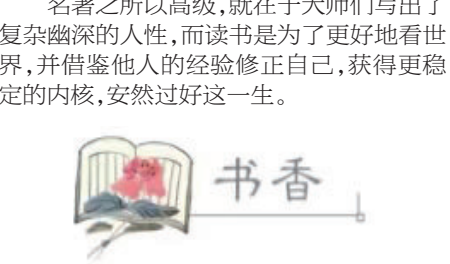 名著之所以高级,就在于大师们写出了
复杂幽深的人性,而读书是为了更好地看世
界,并借鉴他人的经验修正自己,获得更稳
定的内核,安然过好这一生。
书香